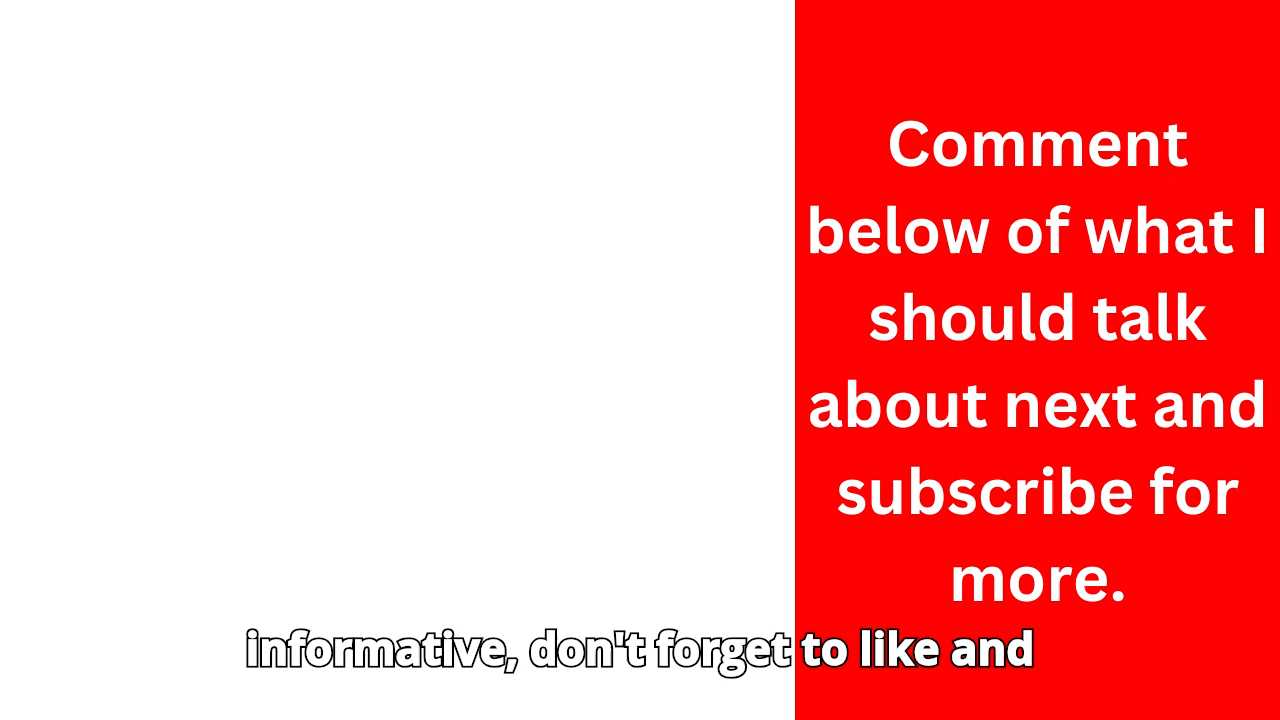 Comment
below of what I
should talk
about next and
subscribe for
more.
informative, don't forget to like and